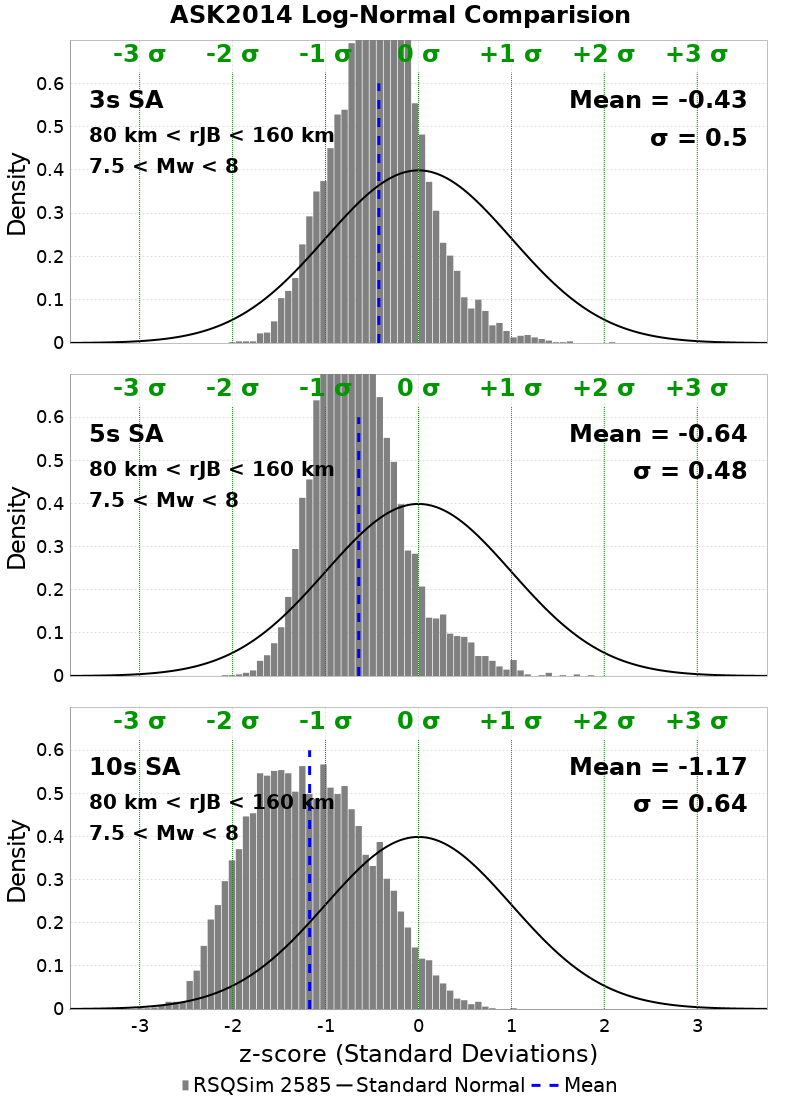 ASK2014 Log-Normal Comparision
-3 σ -2 σ -1 σ 0 σ +1 σ +2 σ +3 σ
3s SA
80 km < rJB < 160 km
7.5 < Mw < 8
Mean = -0.43
σ = 0.5
Density
0.6
0.5
0.4
0.3
0.2
0.1
0
-3 σ -2 σ -1 σ 0 σ +1 σ +2 σ +3 σ
5s SA
80 km < rJB < 160 km
7.5 < Mw < 8
Mean = -0.64
σ = 0.48
Density
0.6
0.5
0.4
0.3
0.2
0.1
0
-3 σ -2 σ -1 σ 0 σ +1 σ +2 σ +3 σ
10s SA
80 km < rJB < 160 km
7.5 < Mw < 8
Mean = -1.17
σ = 0.64
Density
0.6
0.5
0.4
0.3
0.2
0.1
0
-3 -2 -1 0 1 2 3
z-score (Standard Deviations)
RSQSim 2585 Standard Normal Mean